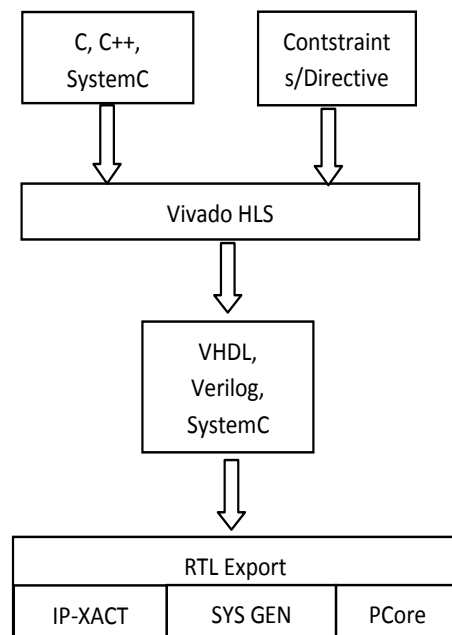 C, C++,
SystemC
Contstraint
s/Directive
Vivado HLS
VHDL,
Verilog,
SystemC
RTL Export
IP-XACT
SYS GEN
PCore